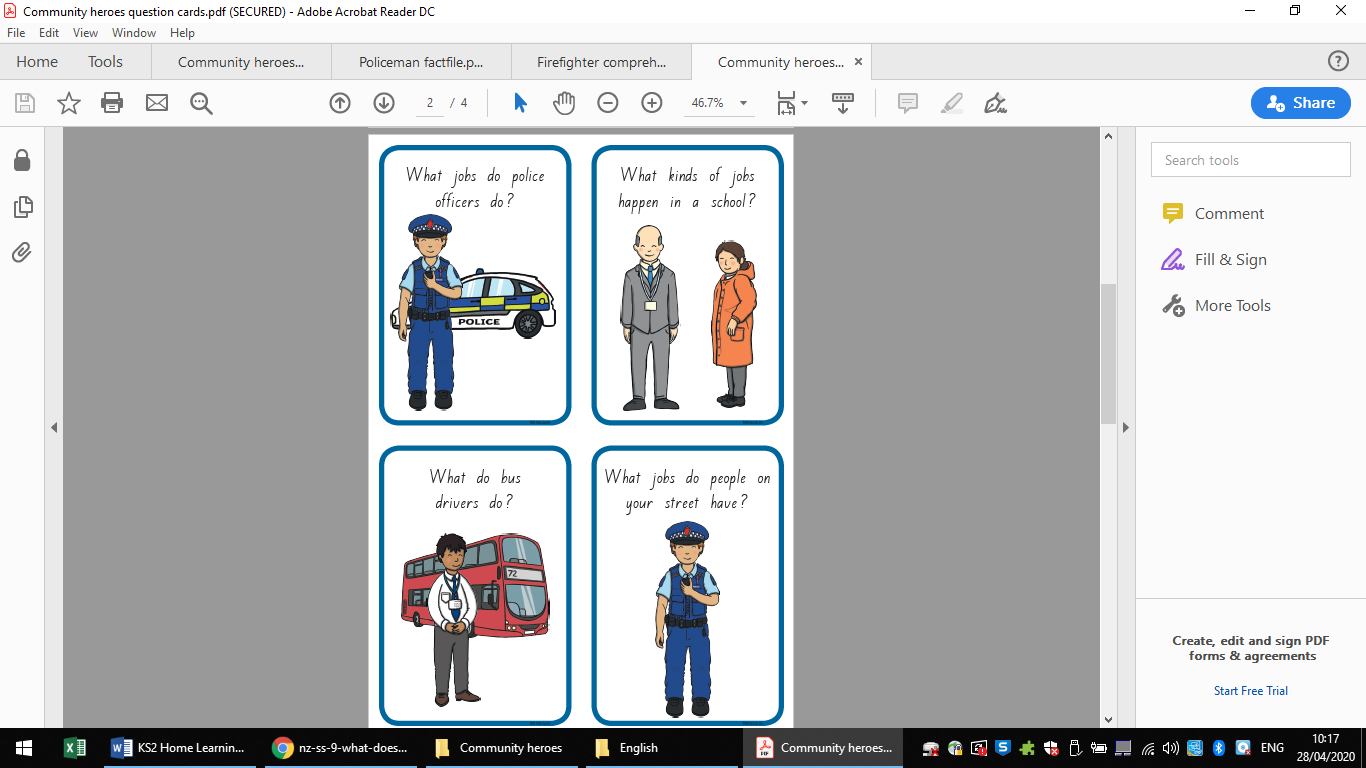 Community heroes question cards.pdf (SECURED) - Adobe Acrobat Reader DC
File Edit View Window Help
Home Tools Community heroes... Policeman factfile.p... Firefighter compreh... Community heroes...
2 / 4 46.7% Share
What jobs do police
officers do?
POLICE
What kinds of jobs
happen in a school?
What do bus
drivers do?
72
What jobs do people on
your street have?
Search tools
Comment
Fill & Sign
More Tools
Create, edit and sign PDF
forms & agreements
Start Free Trial
KS2 Home Learnin... nz-ss-9-what-does... Community heroes English Community heroes... ENG 10:17
28/04/2020